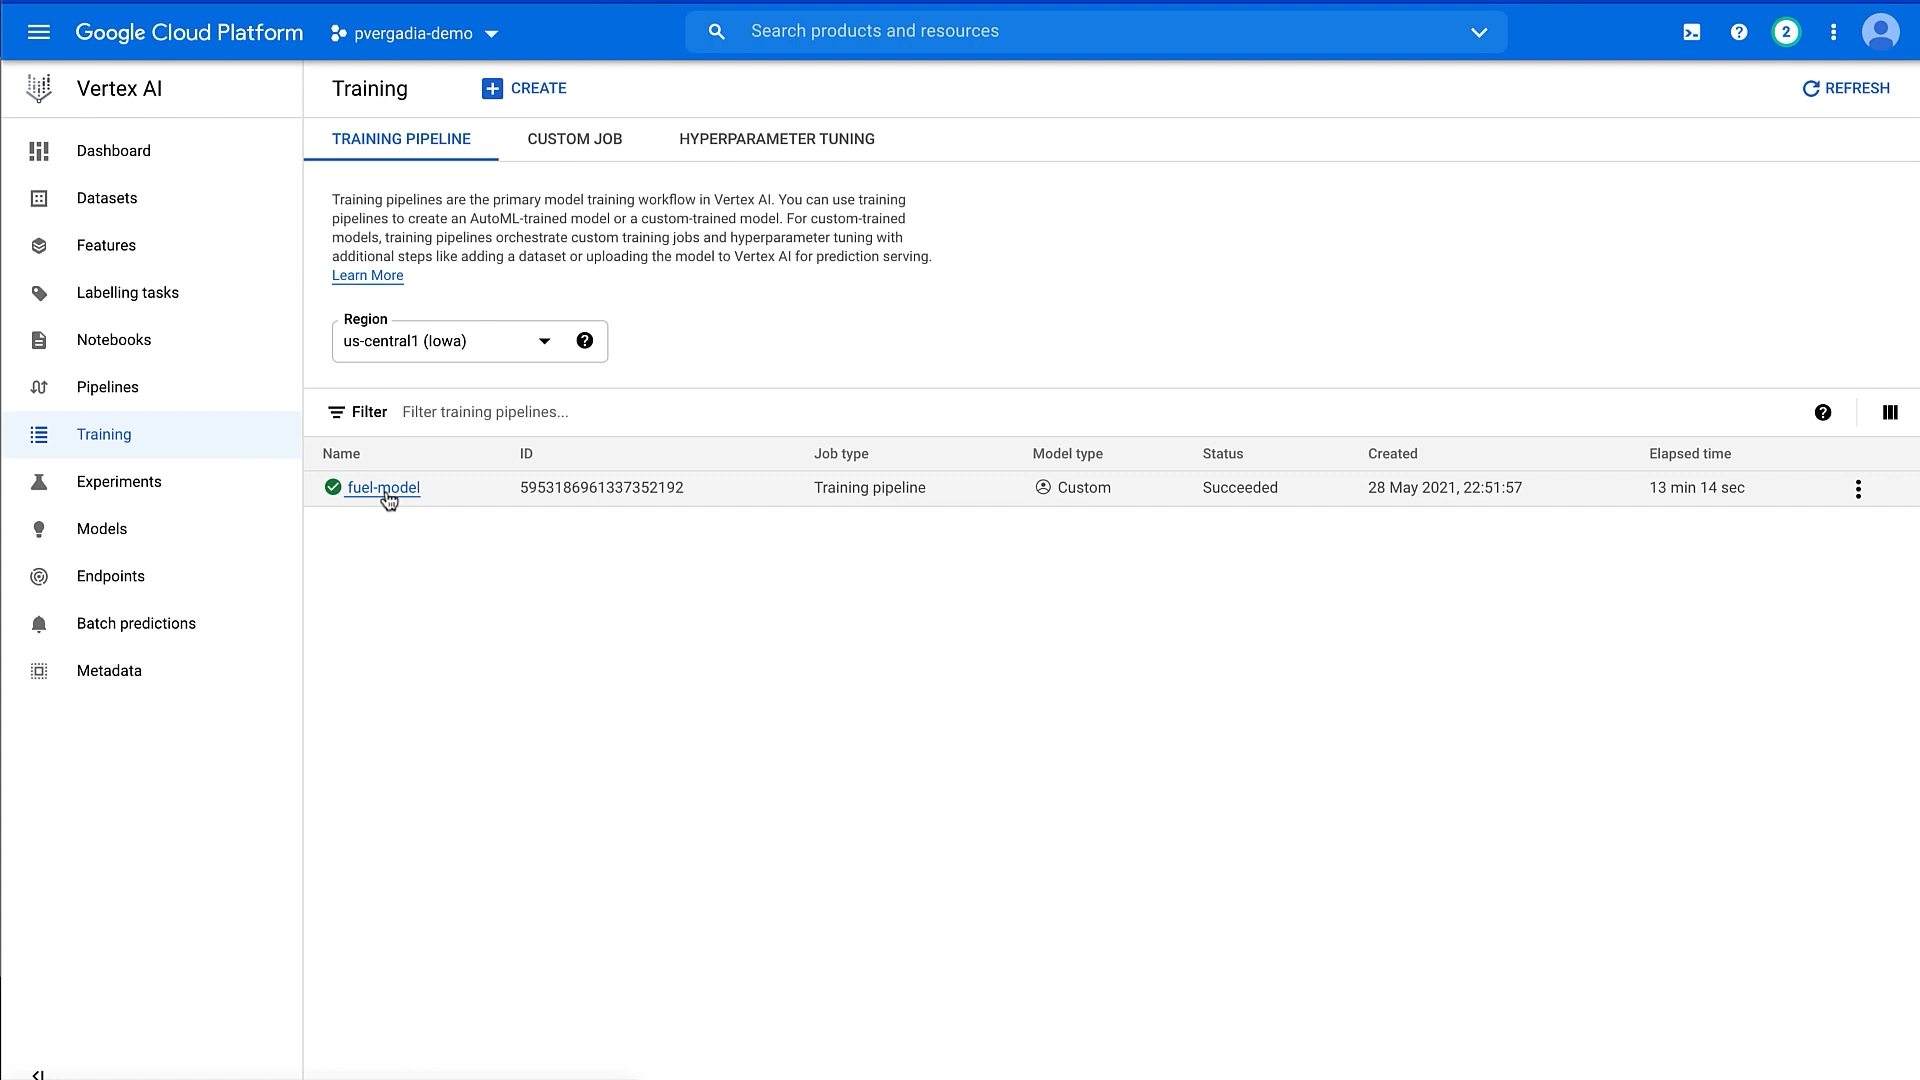 Google Cloud Platform
pvergadia-demo
Search products and resources
2
Vertex AI
Training
CREATE
REFRESH
Dashboard
Datasets
Features
Labelling tasks
Notebooks
Pipelines
Training
Experiments
Models
Endpoints
Batch predictions
Metadata
TRAINING PIPELINE
CUSTOM JOB
HYPERPARAMETER TUNING
Training pipelines are the primary model training workflow in Vertex AI. You can use training
pipelines to create an AutoML-trained model or a custom-trained model. For custom-trained
models, training pipelines orchestrate custom training jobs and hyperparameter tuning with
additional steps like adding a dataset or uploading the model to Vertex AI for prediction serving.
Learn More
Region
us-central1 (Iowa)
Filter Filter training pipelines...
Name ID Job type Model type Status Created Elapsed time
fuel-model 5953186961337352192 Training pipeline Custom Succeeded 28 May 2021, 22:51:57 13 min 14 sec